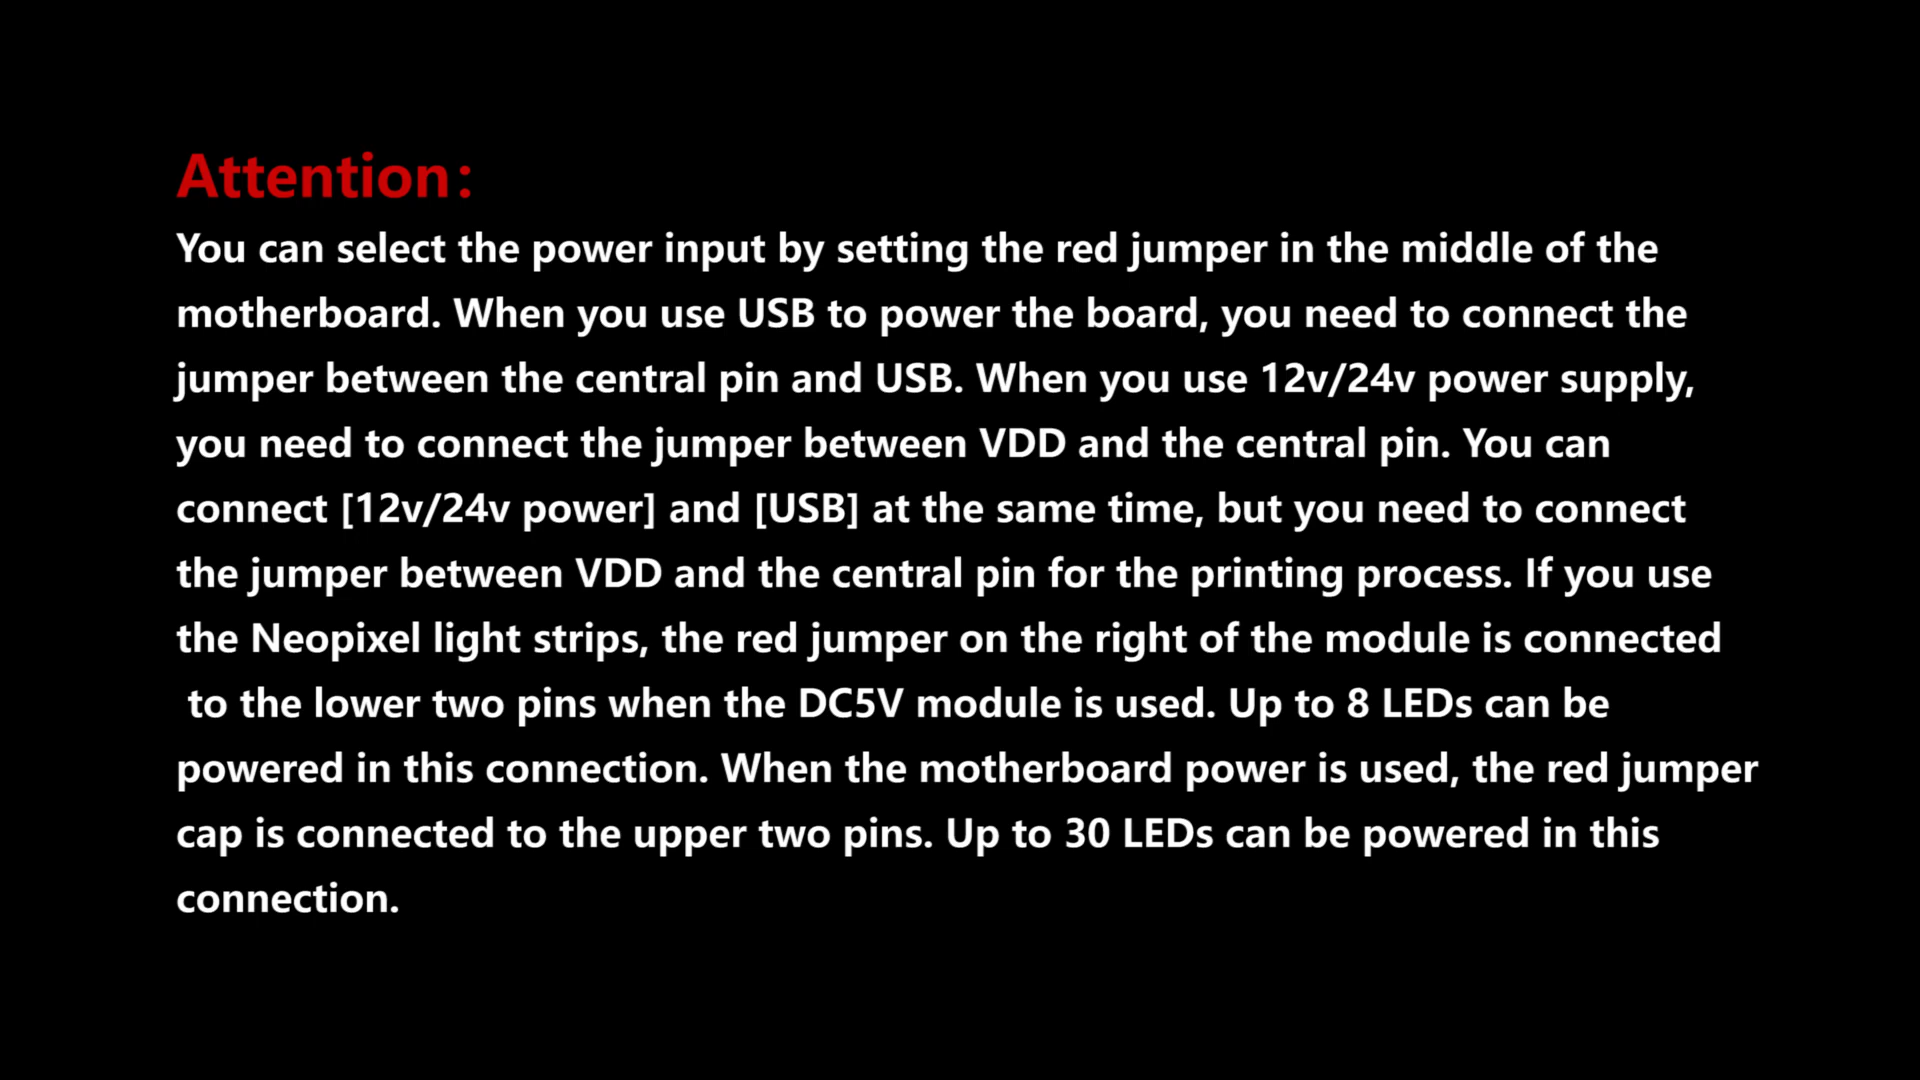 Attention:
You can select the power input by setting the red jumper in the middle of the
motherboard. When you use USB to power the board, you need to connect the
jumper between the central pin and USB. When you use 12v/24v power supply,
you need to connect the jumper between VDD and the central pin. You can
connect [12v/24v power] and [USB] at the same time, but you need to connect
the jumper between VDD and the central pin for the printing process. If you use
the Neopixel light strips, the red jumper on the right of the module is connected
to the lower two pins when the DC5V module is used. Up to 8 LEDs can be
powered in this connection. When the motherboard power is used, the red jumper
cap is connected to the upper two pins. Up to 30 LEDs can be powered in this
connection.